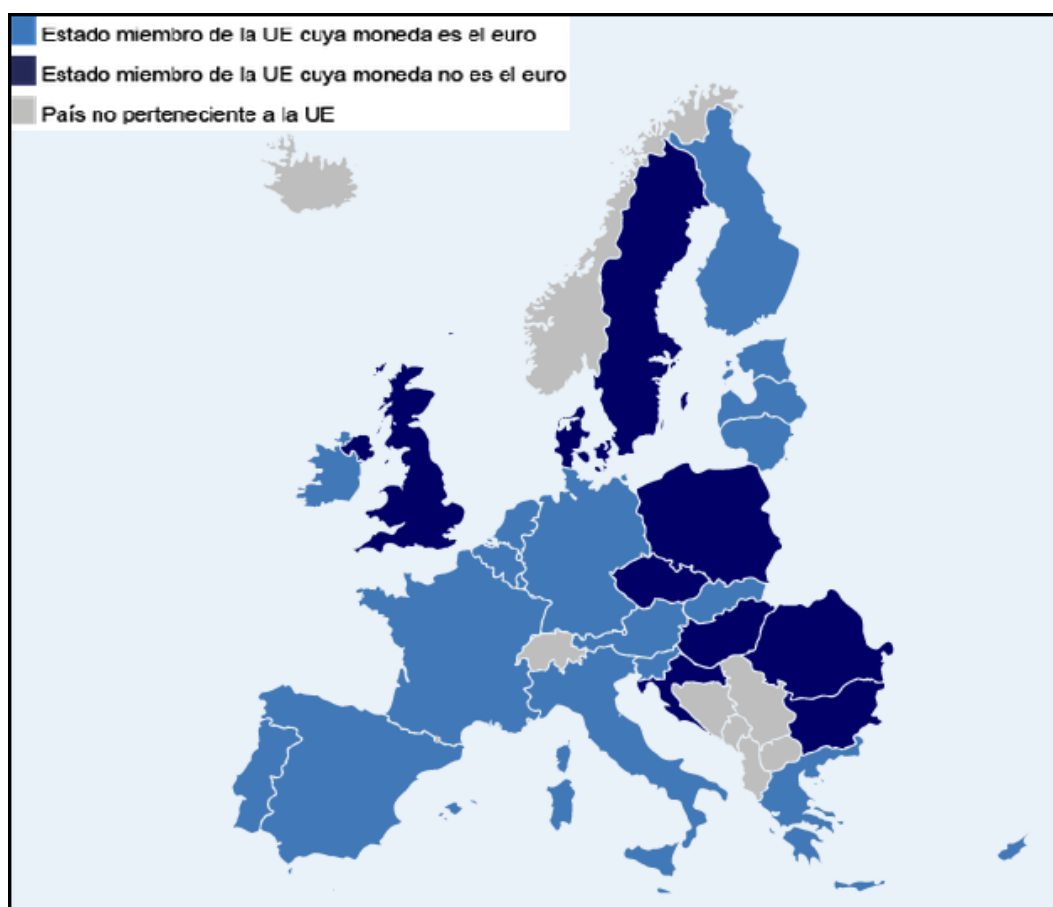 Estado miembro de la UE cuya moneda es el euro
Estado miembro de la UE cuya moneda no es el euro
País no perteneciente a la UE